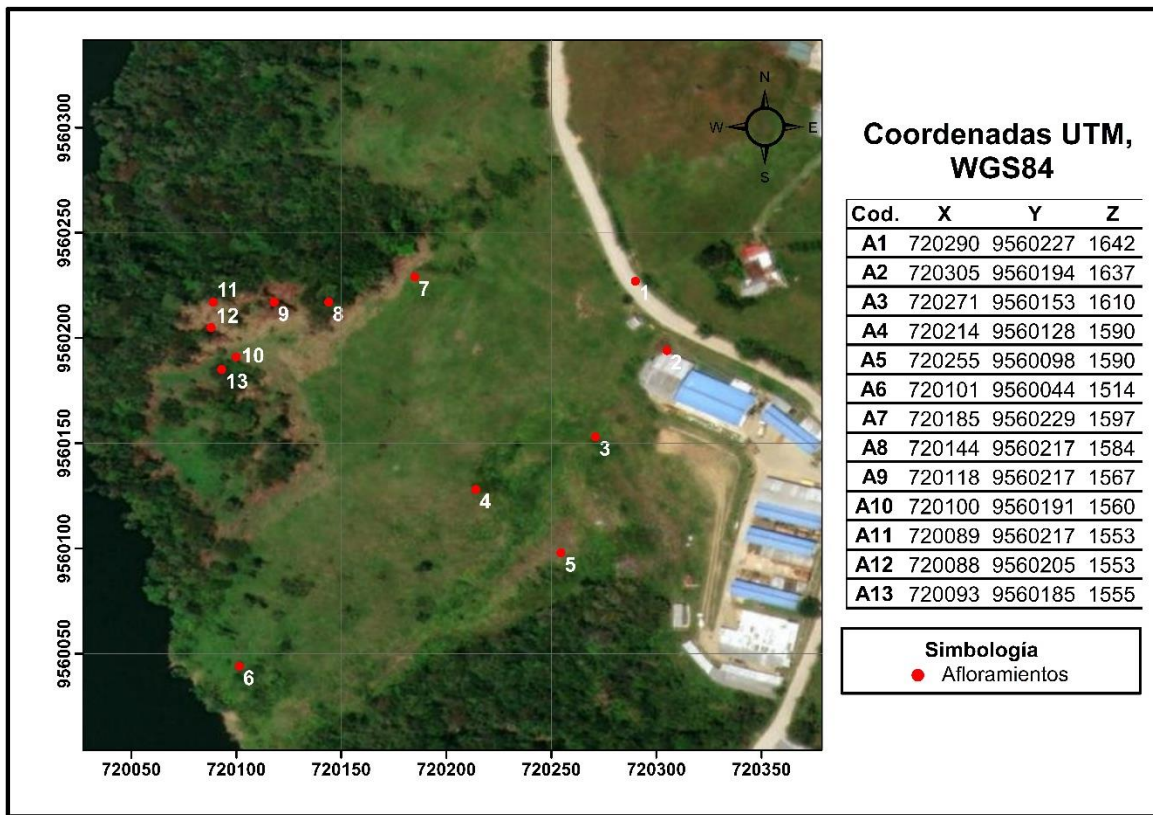 9560300
9560250
9560200
9560150
9560100
9560050
720050 720100 720150 720200 720250 720300 720350
N
W E
S
11
12 9 8 7
10
13
1
2
3
4
5
6
Coordenadas UTM,
WGS84
Cod. X Y Z
A1 720290 9560227 1642
A2 720305 9560194 1637
A3 720271 9560153 1610
A4 720214 9560128 1590
A5 720255 9560098 1590
A6 720101 9560044 1514
A7 720185 9560229 1597
A8 720144 9560217 1584
A9 720118 9560217 1567
A10 720100 9560191 1560
A11 720089 9560217 1553
A12 720088 9560205 1553
A13 720093 9560185 1555
Simbología
Afloramientos